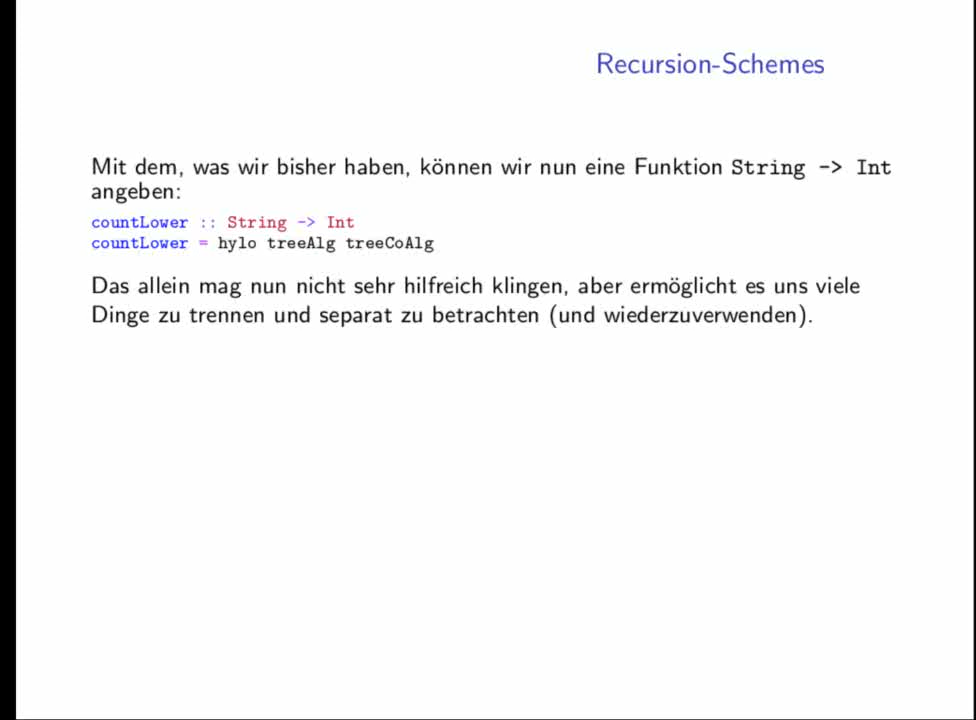 Recursion-Schemes
Mit dem, was wir bisher haben, können wir nun eine Funktion String -> Int
angeben:
countLower :: String -> Int
countLower = hylo treeAlg treeCoAlg
Das allein mag nun nicht sehr hilfreich klingen, aber ermöglicht es uns viele
Dinge zu trennen und separat zu betrachten (und wiederzuverwenden).